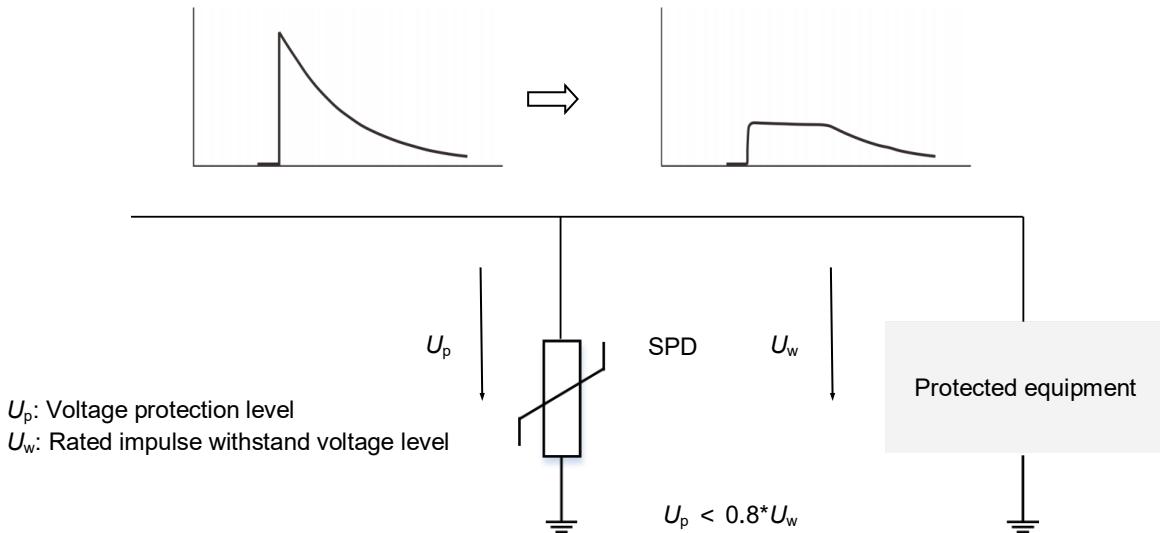 Up
SPD
Uw
Protected equipment
Up: Voltage protection level
Uw: Rated impulse withstand voltage level
Up < 0.8*Uw